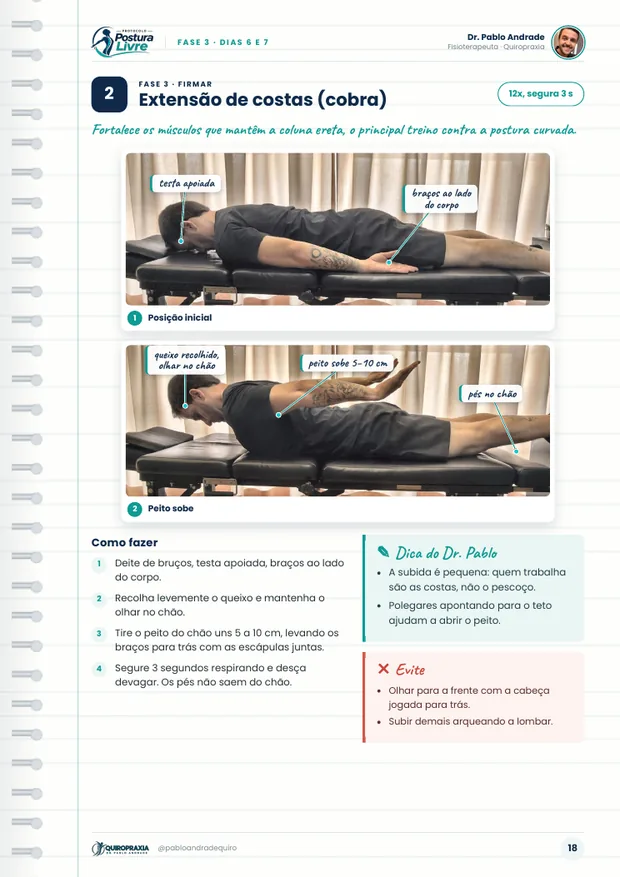 PROTOCOLO
Postura
Livre
FASE 3 · DIAS 6 E 7
Dr. Pablo Andrade
Fisioterapeuta · Quiropraxia
2
FASE 3 · FIRMAR
Extensão de costas (cobra)
12x, segura 3 s
Fortalece os músculos que mantêm a coluna ereta, o principal treino contra a postura curvada.
testa apoiada
braços ao lado
do corpo
1 Posição inicial
queixo recolhido,
olhar no chão
peito sobe 5–10 cm
pés no chão
2 Peito sobe
Como fazer
1 Deite de bruços, testa apoiada, braços ao lado
do corpo.
2 Recolha levemente o queixo e mantenha o
olhar no chão.
3 Tire o peito do chão uns 5 a 10 cm, levando os
braços para trás com as escápulas juntas.
4 Segure 3 segundos respirando e desça
devagar. Os pés não saem do chão.
✎ Dica do Dr. Pablo
• A subida é pequena: quem trabalha
são as costas, não o pescoço.
• Polegares apontando para o teto
ajudam a abrir o peito.
✕ Evite
• Olhar para a frente com a cabeça
jogada para trás.
• Subir demais arqueando a lombar.
QUIROPRAXIA
DR PABLO ANDRADE
@pabloandradequiro
18